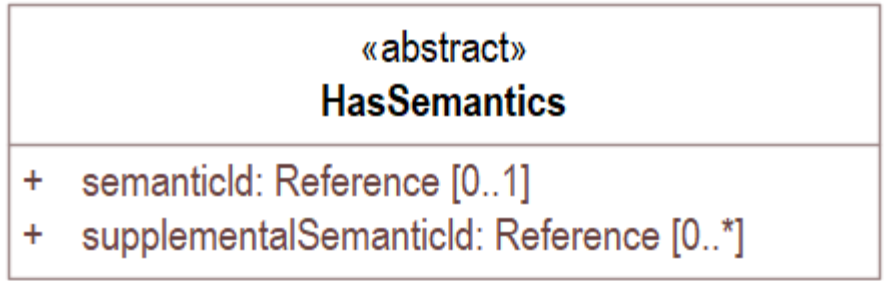 «abstract»
HasSemantics
+ semanticId: Reference [0..1]
+ supplementalSemanticId: Reference [0..*]